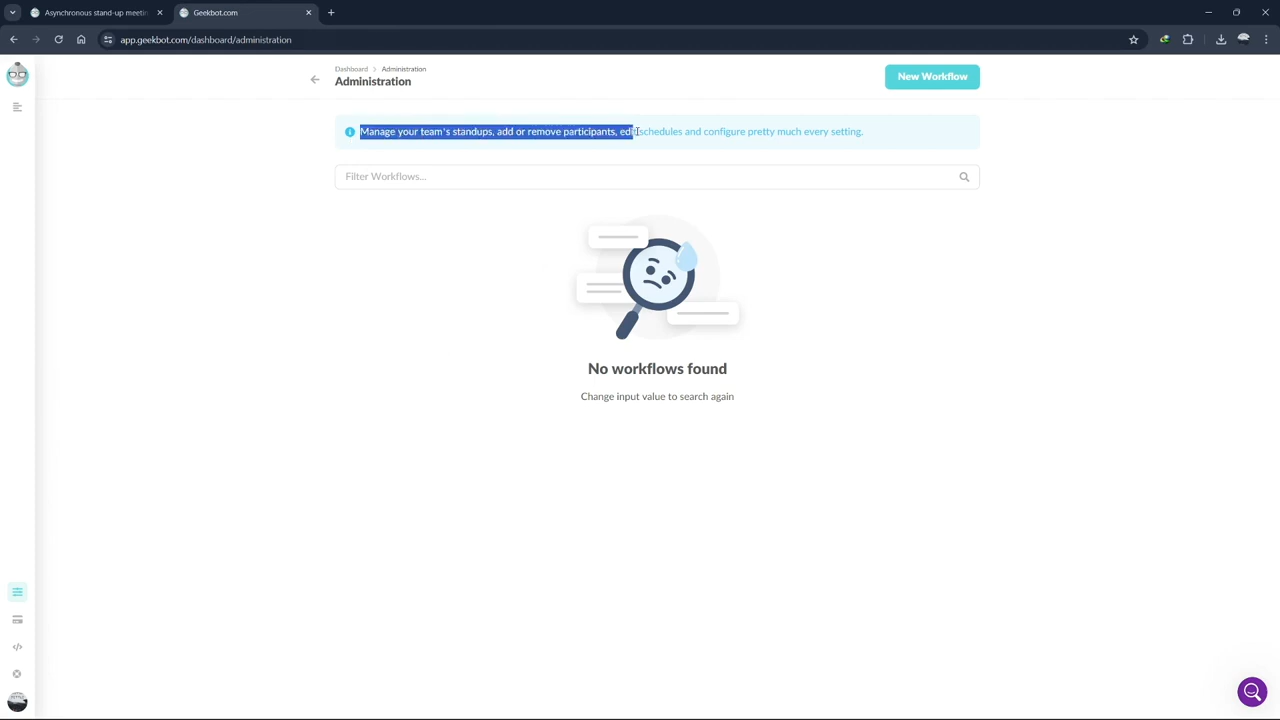 Asynchronous stand-up meetin
Geekbot.com
app.geekbot.com/dashboard/administration
Dashboard > Administration
Administration
New Workflow
Manage your team's standups, add or remove participants, edit schedules and configure pretty much every setting.
Filter Workflows...
No workflows found
Change input value to search again